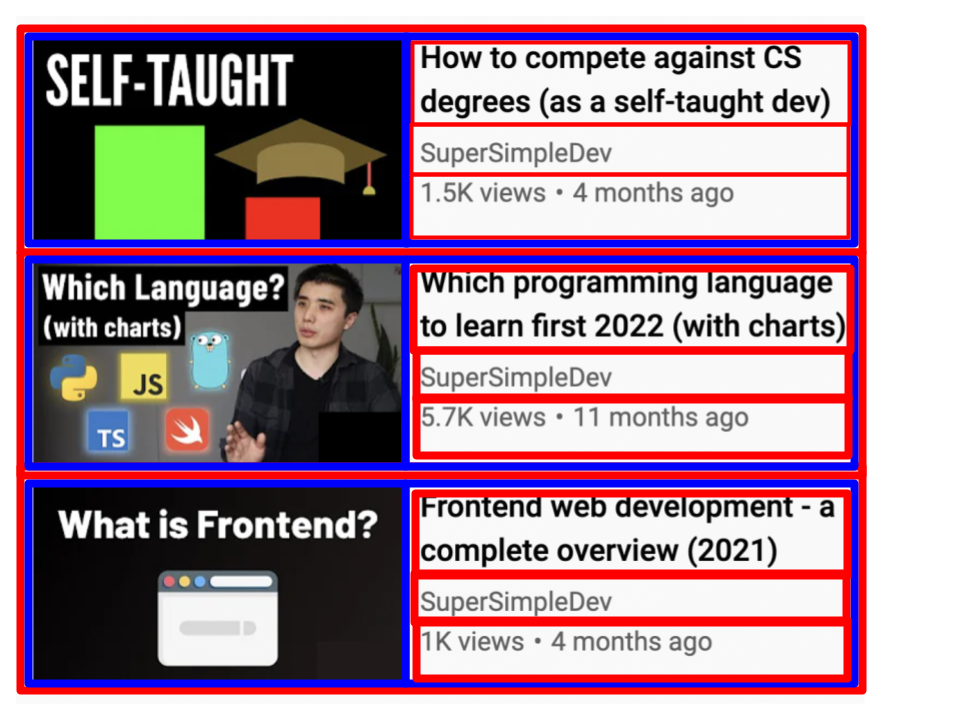 SELF-TAUGHT
How to compete against CS
degrees (as a self-taught dev)
SuperSimpleDev
1.5K views • 4 months ago
Which Language?
(with charts)
JS
TS
Which programming language
to learn first 2022 (with charts)
SuperSimpleDev
5.7K views • 11 months ago
What is Frontend?
Frontend web development - a
complete overview (2021)
SuperSimpleDev
1K views • 4 months ago